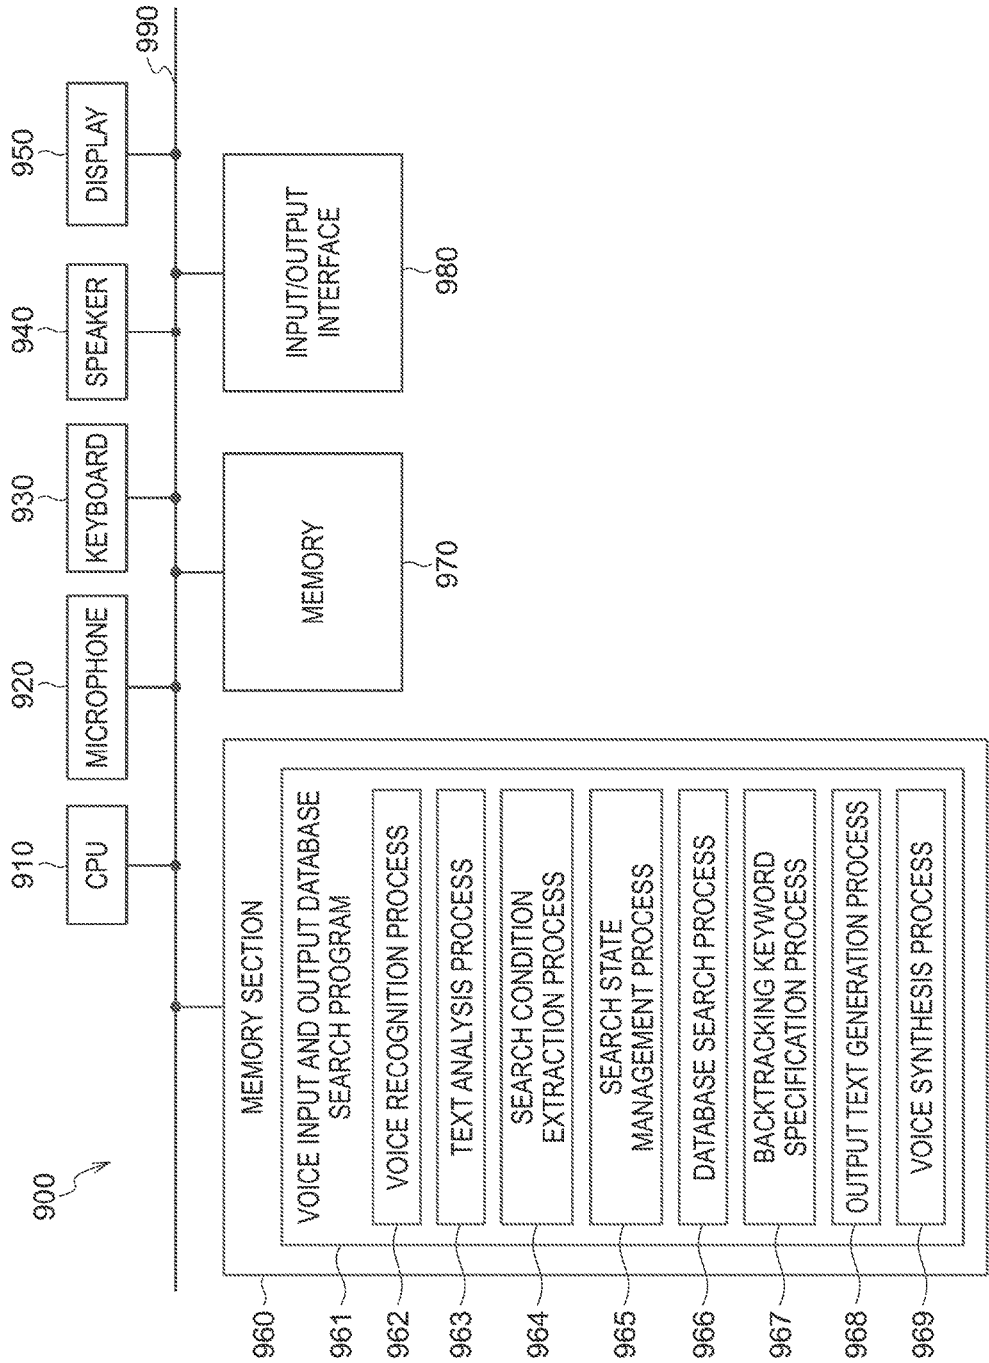 900
910
CPU
920
MICROPHONE
930
KEYBOARD
940
SPEAKER
950
DISPLAY
990
960
MEMORY SECTION
961
VOICE INPUT AND OUTPUT DATABASE
SEARCH PROGRAM
962
VOICE RECOGNITION PROCESS
963
TEXT ANALYSIS PROCESS
964
SEARCH CONDITION
EXTRACTION PROCESS
965
SEARCH STATE
MANAGEMENT PROCESS
966
DATABASE SEARCH PROCESS
967
BACKTRACKING KEYWORD
SPECIFICATION PROCESS
968
OUTPUT TEXT GENERATION PROCESS
969
VOICE SYNTHESIS PROCESS
MEMORY
970
INPUT/OUTPUT
INTERFACE
980